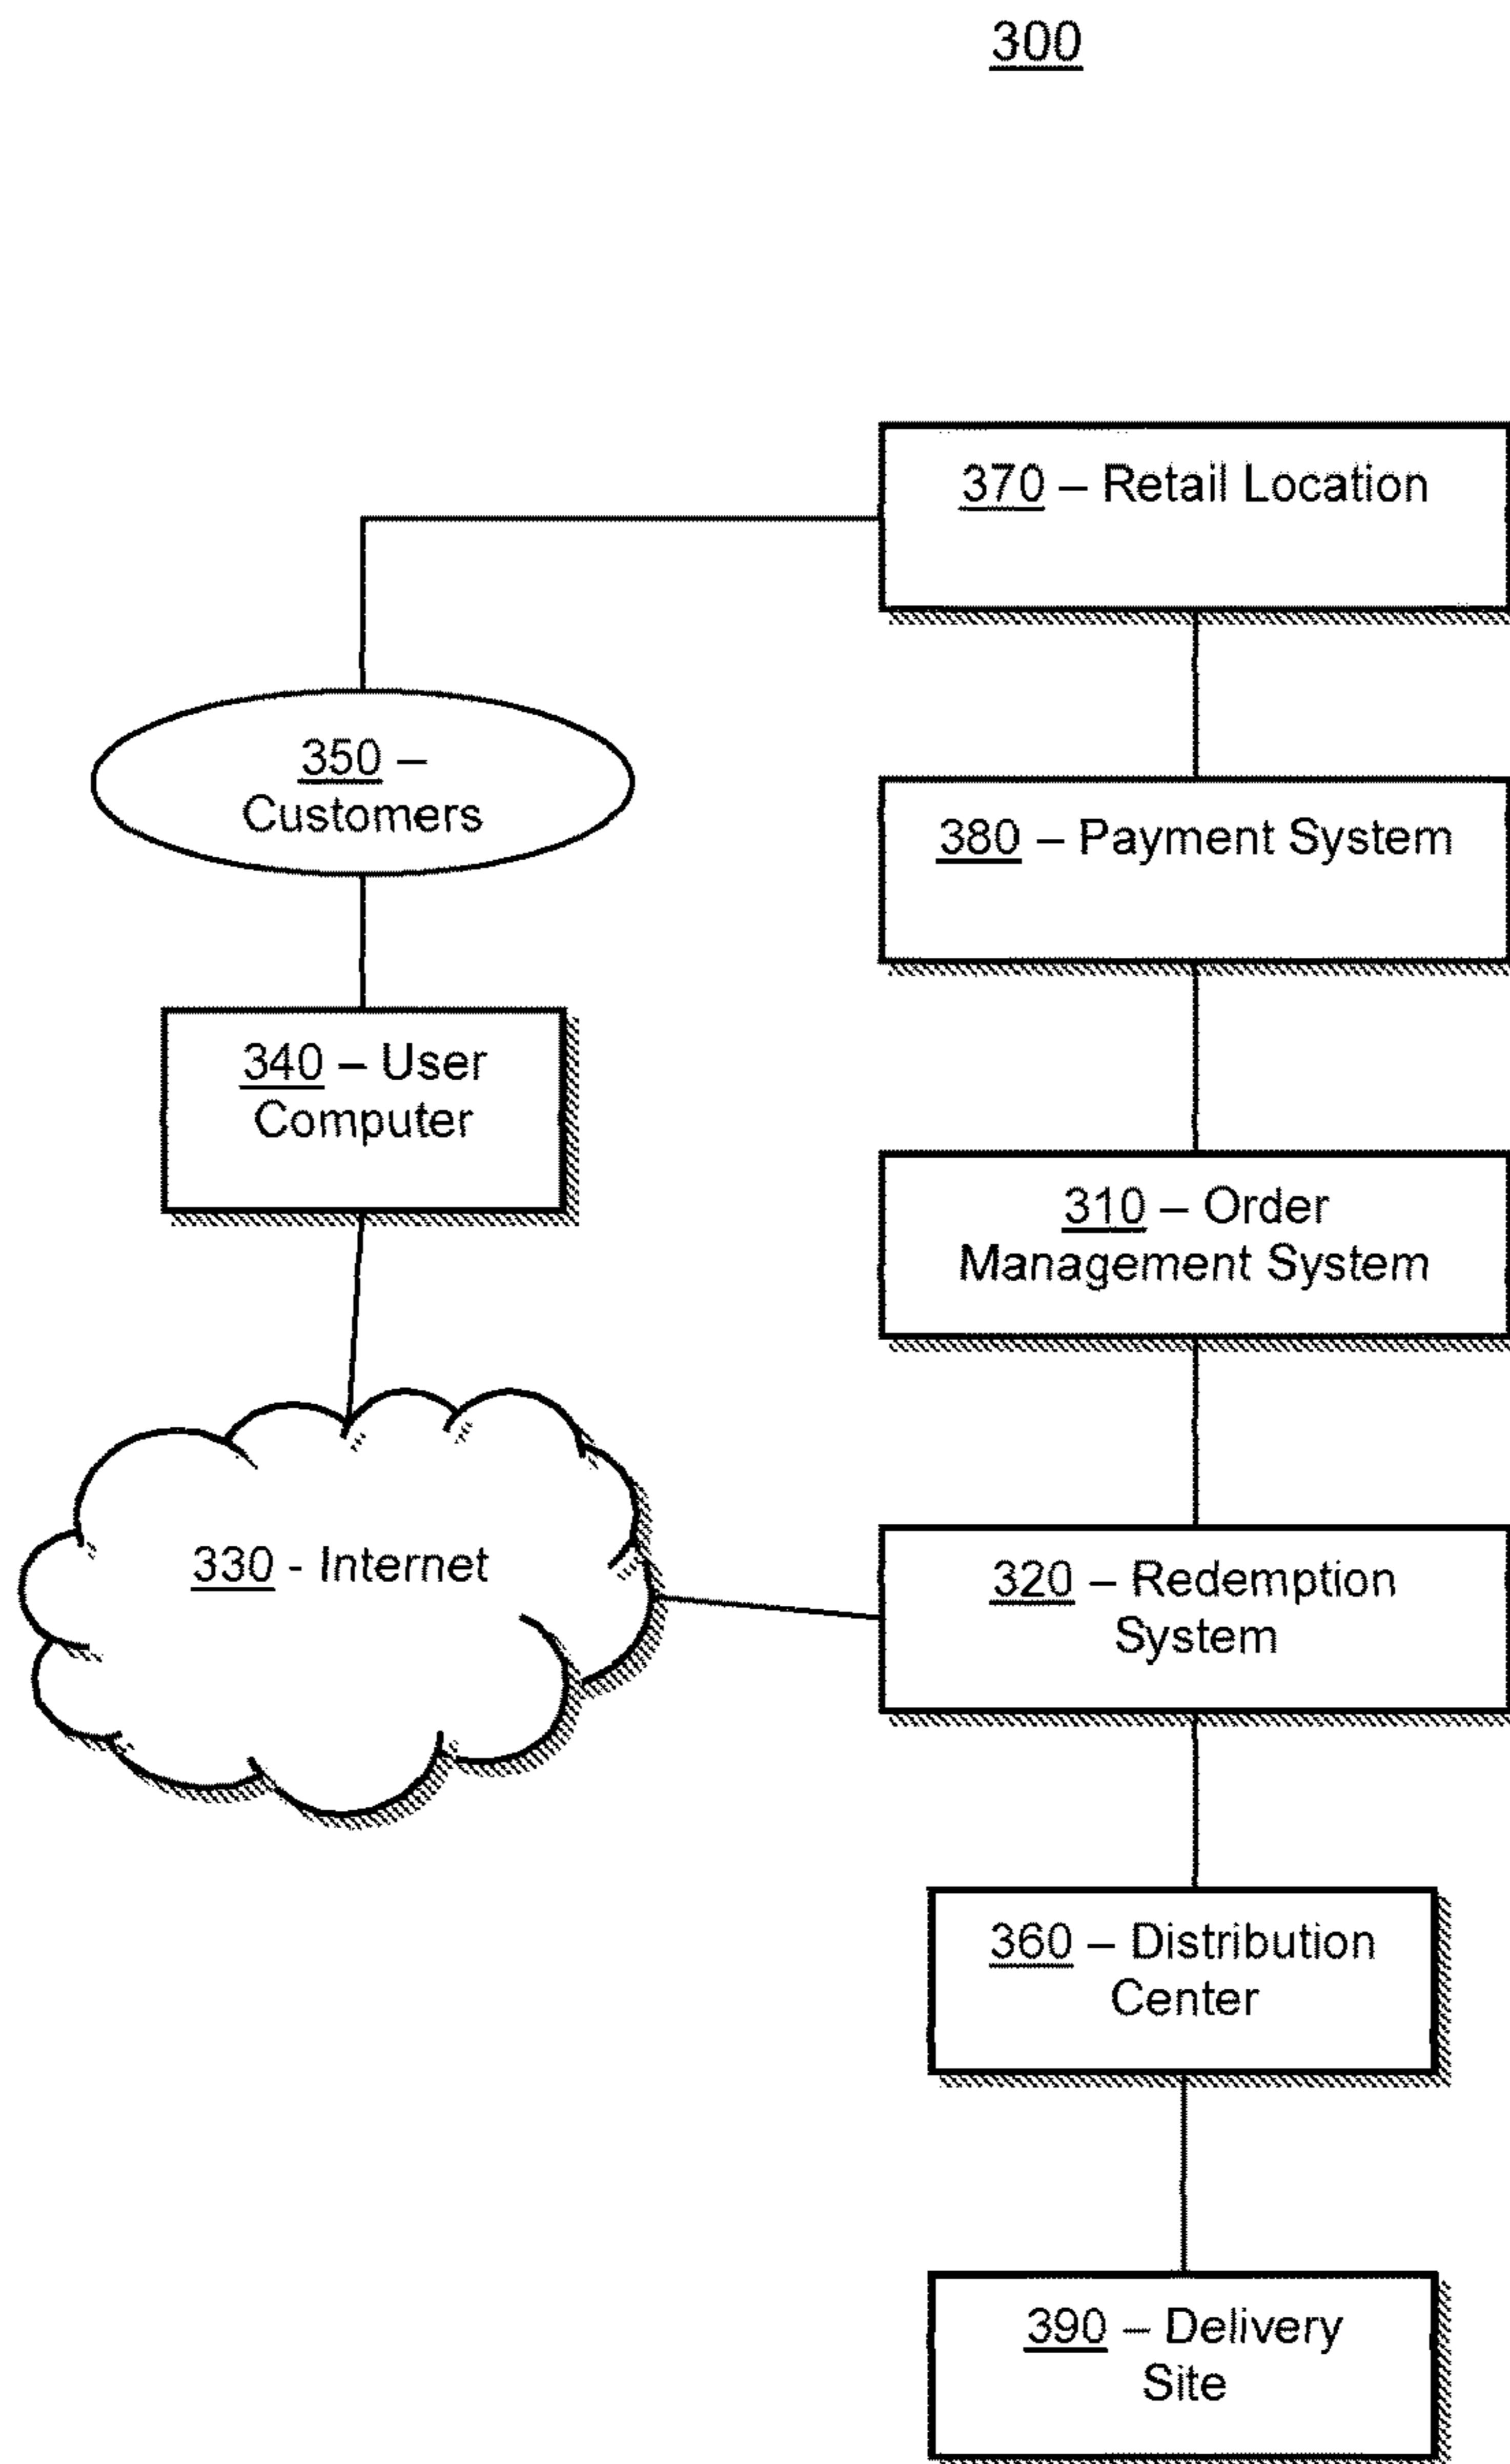 300
370 – Retail Location
350 –
Customers
380 – Payment System
340 – User
Computer
310 – Order
Management System
330 - Internet
320 – Redemption
System
360 – Distribution
Center
390 – Delivery
Site